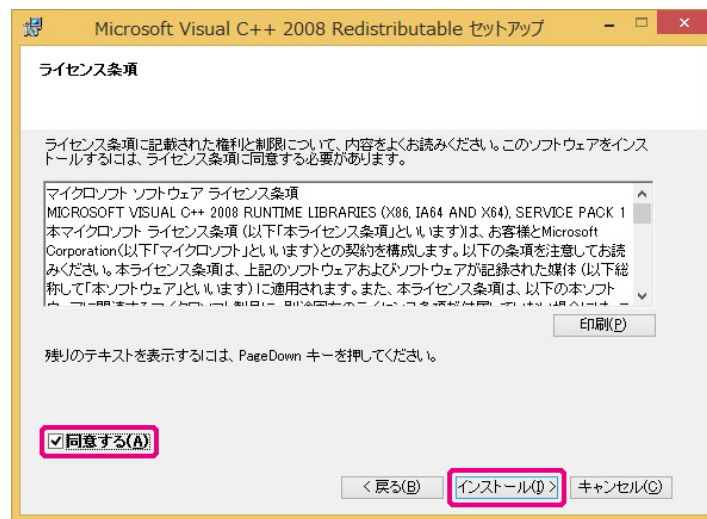 Microsoft Visual C++ 2008 Redistributable セットアップ
ライセンス条項
ライセンス条項に記載された権利と制限について、内容をよくお読みください。このソフトウェアをインス
トールするには、ライセンス条項に同意する必要があります。
マイクロソフト ソフトウェア ライセンス条項
MICROSOFT VISUAL C++ 2008 RUNTIME LIBRARIES (X86, IA64 AND X64), SERVICE PACK 1
本マイクロソフト ライセンス条項 (以下「本ライセンス条項」といいます)は、お客様とMicrosoft
Corporation(以下「マイクロソフト」といいます)との契約を構成します。以下の条項を注意してお読
みください。本ライセンス条項は、上記のソフトウェアおよびソフトウェアが記録された媒体 (以下総
称して「本ソフトウェア」といいます) に適用されます。また、本ライセンス条項は、以下の本ソフト
印刷(P)
残りのテキストを表示するには、PageDown キーを押してください。
同意する(A)
< 戻る(B)
インストール(I) >
キャンセル(C)